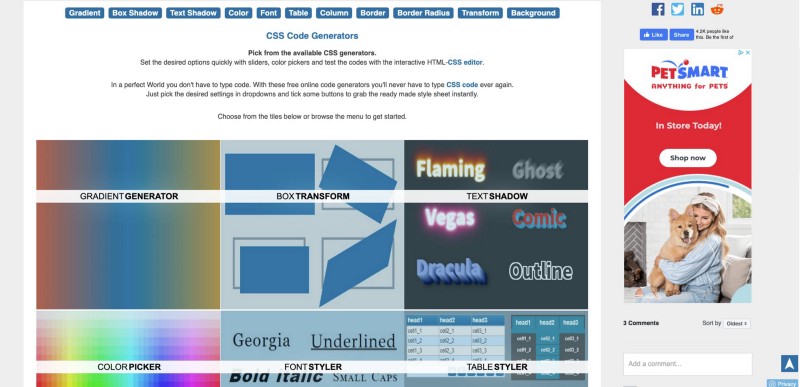 Gradient Box Shadow Text Shadow Color Font Table Column Border Border Radius Transform Background
CSS Code Generators
Pick from the available CSS generators.
Set the desired options quickly with sliders, color pickers and test the codes with the interactive HTML-CSS editor.
In a perfect World you don't have to type code. With these free online code generators you'll never have to type CSS code ever again.
Just pick the desired settings in dropdowns and tick some buttons to grab the ready made style sheet instantly.
Choose from the tiles below or browse the menu to get started.
GRADIENT GENERATOR
BOX TRANSFORM
Flaming Ghost
TEXT SHADOW
Vegas Comic
Dracula Outline
COLOR PICKER
Georgia Underlined
FONT STYLER
Bold Italic SMALL CAPS
head1 head2 head3
cell1_1 cell2_1 cell3_1
cell1_2 cell2_2 cell3_2
cell1_3 cell2_3 cell3_3
head1 head2 head3
cell1_1 cell2_1 cell3_1
cell1_2 cell2_2 cell3_2
TABLE STYLER
Like Share 4.2K people like
this. Be the first of
PETSMART
ANYTHING for PETS
In Store Today!
Shop now
3 Comments Sort by Oldest
Add a comment...
Privacy